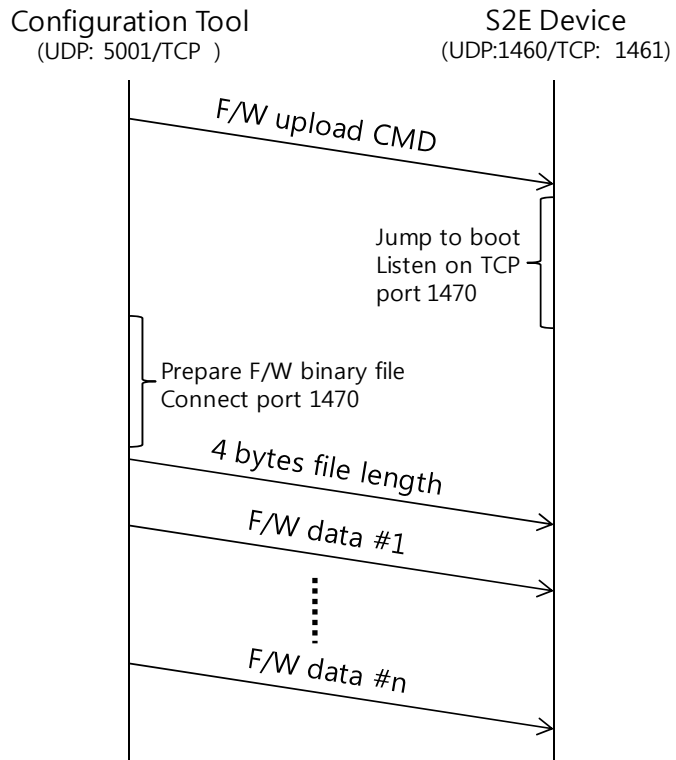 Configuration Tool
(UDP: 5001/TCP )
S2E Device
(UDP:1460/TCP: 1461)
F/W upload CMD
Jump to boot
Listen on TCP
port 1470
Prepare F/W binary file
Connect port 1470
4 bytes file length
F/W data #1
F/W data #n